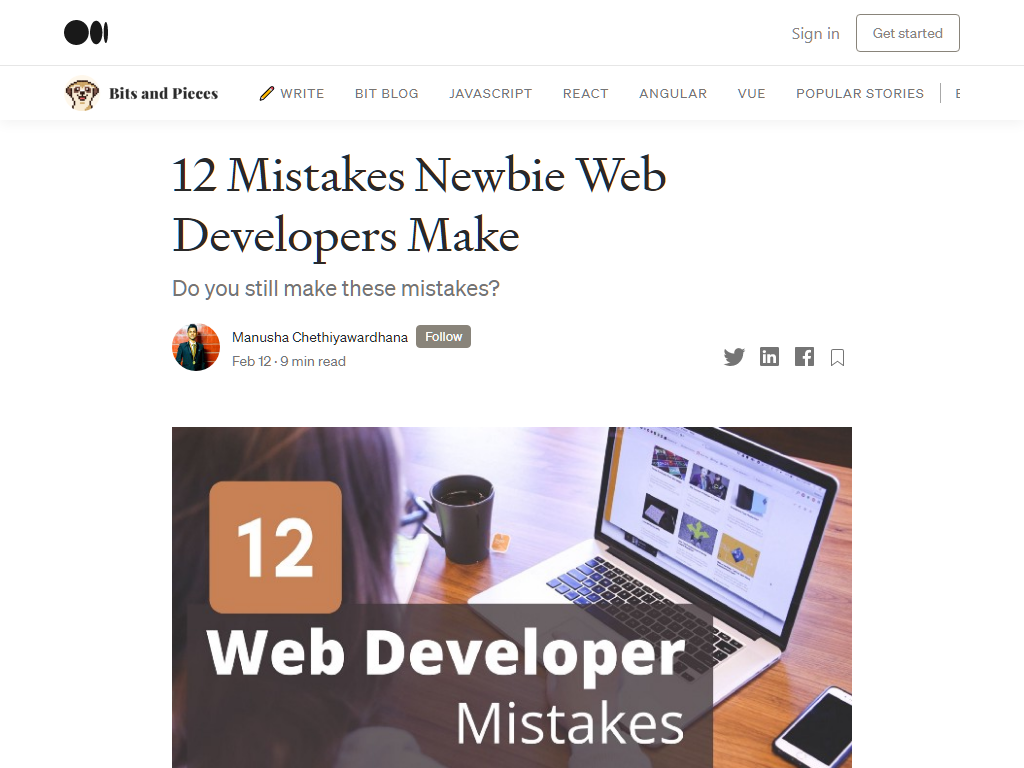 Sign in
Get started
Bits and Pieces
WRITE
BIT BLOG
JAVASCRIPT
REACT
ANGULAR
VUE
POPULAR STORIES
12 Mistakes Newbie Web
Developers Make
Do you still make these mistakes?
Manusha Chethiyawardhana
Follow
Feb 12 · 9 min read
12
Web Developer
Mistakes